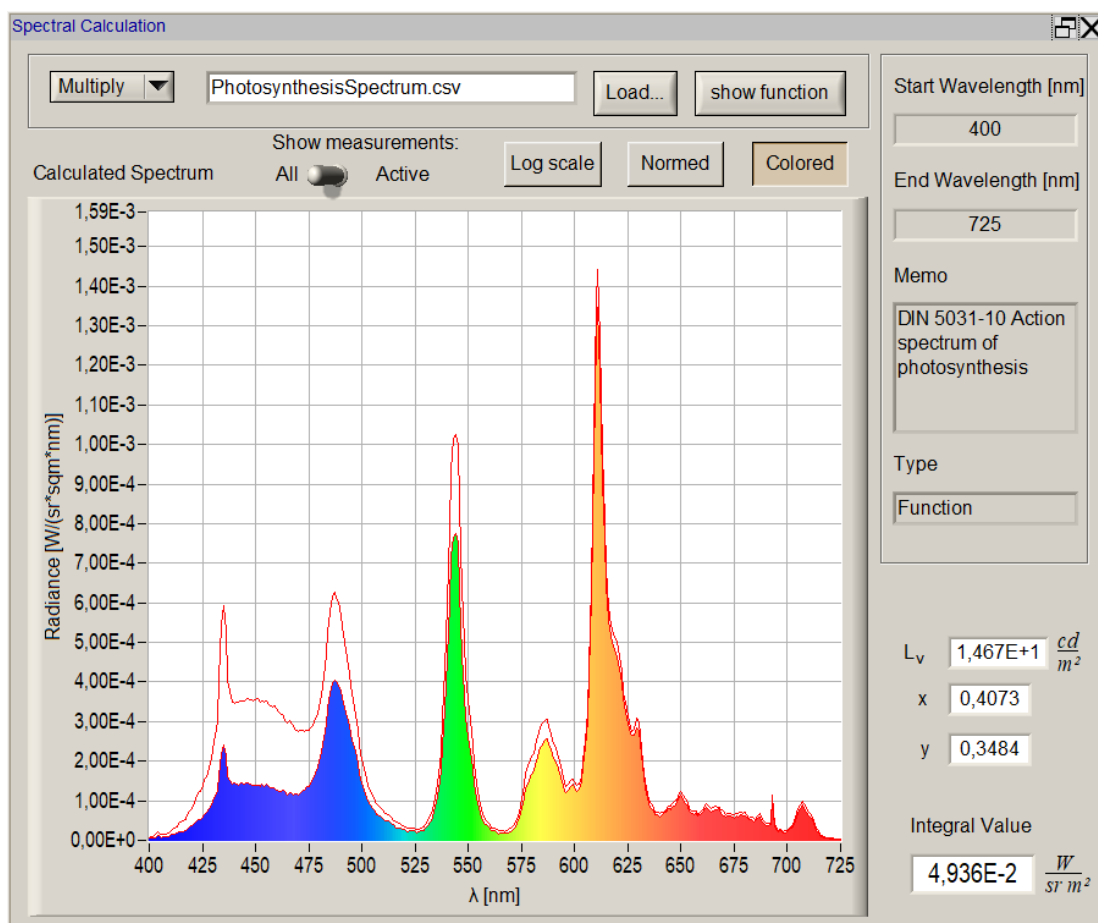 Spectral Calculation
Multiply
PhotosynthesisSpectrum.csv
Load...
show function
Show measurements:
All
Active
Calculated Spectrum
Log scale
Normed
Colored
1,59E-3
1,50E-3
1,40E-3
1,30E-3
1,20E-3
1,10E-3
1,00E-3
9,00E-4
8,00E-4
7,00E-4
6,00E-4
5,00E-4
4,00E-4
3,00E-4
2,00E-4
1,00E-4
0,00E+0
Radiance [W/(sr*sqm*nm)]
400 425 450 475 500 525 550 575 600 625 650 675 700 725
λ [nm]
Start Wavelength [nm]
400
End Wavelength [nm]
725
Memo
DIN 5031-10 Action
spectrum of
photosynthesis
Type
Function
Lv 1,467E+1 cd/m²
x 0,4073
y 0,3484
Integral Value
4,936E-2 W/sr m²